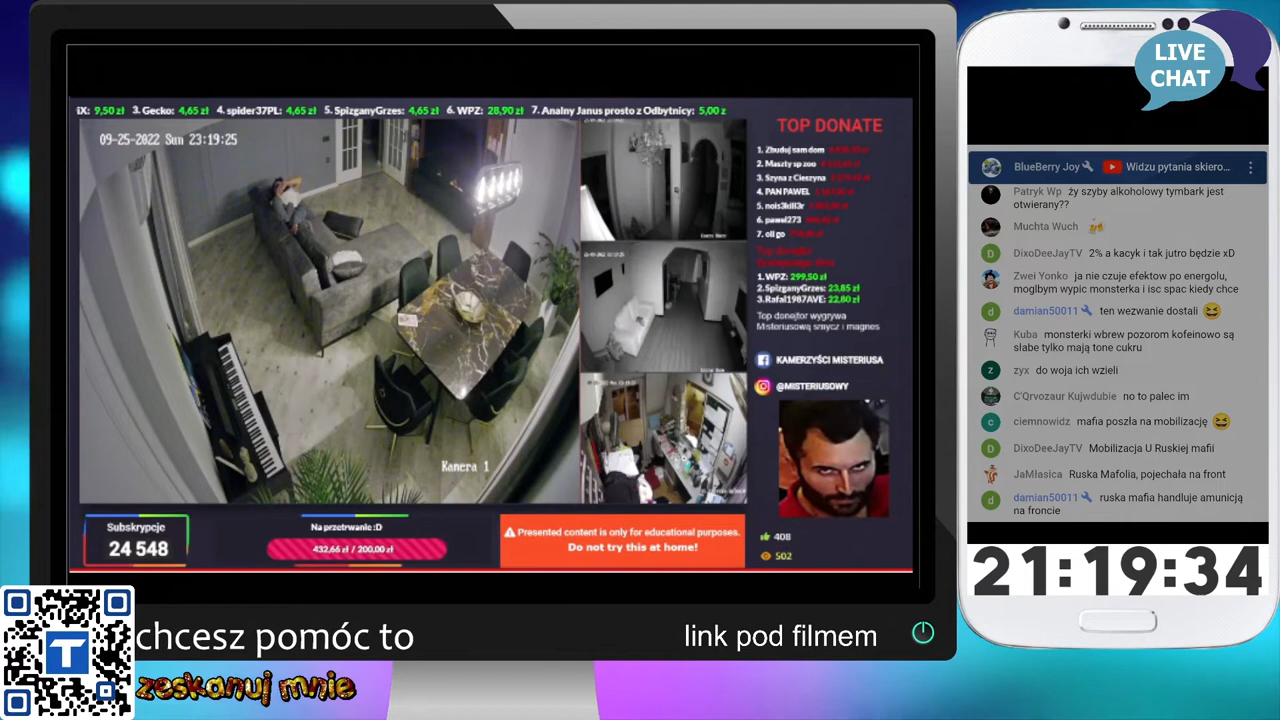 iX: 9,50 zł 3. Gecko: 4,65 zł 4. spider37PL: 4,65 zł 5. SpizganyGrzes: 4,65 zł 6. WPZ: 28,90 zł 7. Analny Janus prosto z Odbytnicy: 5,00 z
09-25-2022 Sun 23:19:25
Kamera 1
TOP DONATE
1. Zbuduj sam dom
2. Maszty sp zoo
3. Szyna z Cieszyna
4. PAN PAWEL
5. nois3kill3r
6. pawel273
7. oli go
1.WPZ: 299,50 zł
2.SpizganyGrzes: 23,85 zł
3.Rafal1987AVE: 22,80 zł
Top donejtor wygrywa
Misteriusową smycz i magnes
KAMERZYŚCI MISTERIUSA
@MISTERIUSOWY
408
502
Subskrypcje
24 548
Na przetrwanie :D
432,66 zł / 200,00 zł
Presented content is only for educational purposes.
Do not try this at home!
chcesz pomóc to
link pod filmem
T
zeskanuj mnie
LIVE
CHAT
BlueBerry Joy Widzu pytania skiero...
Patryk Wp ży szyby alkoholowy tymbark jest
otwierany??
Muchta Wuch
DixoDeeJayTV 2% a kacyk i tak jutro będzie xD
Zwei Yonko ja nie czuje efektow po energolu,
moglbym wypic monsterka i isc spac kiedy chce
damian50011 ten wezwanie dostali
Kuba monsterki wbrew pozorom kofeinowo są
słabe tylko mają tone cukru
zyx do woja ich wzieli
C'Qrvozaur Kujwdubie no to palec im
ciemnowidz mafia poszła na mobilizację
DixoDeeJayTV Mobilizacja U Ruskiej mafi
JaMłasica Ruska Mafolia, pojechała na front
damian50011 ruska mafia handluje amunicją
na froncie
21:19:34